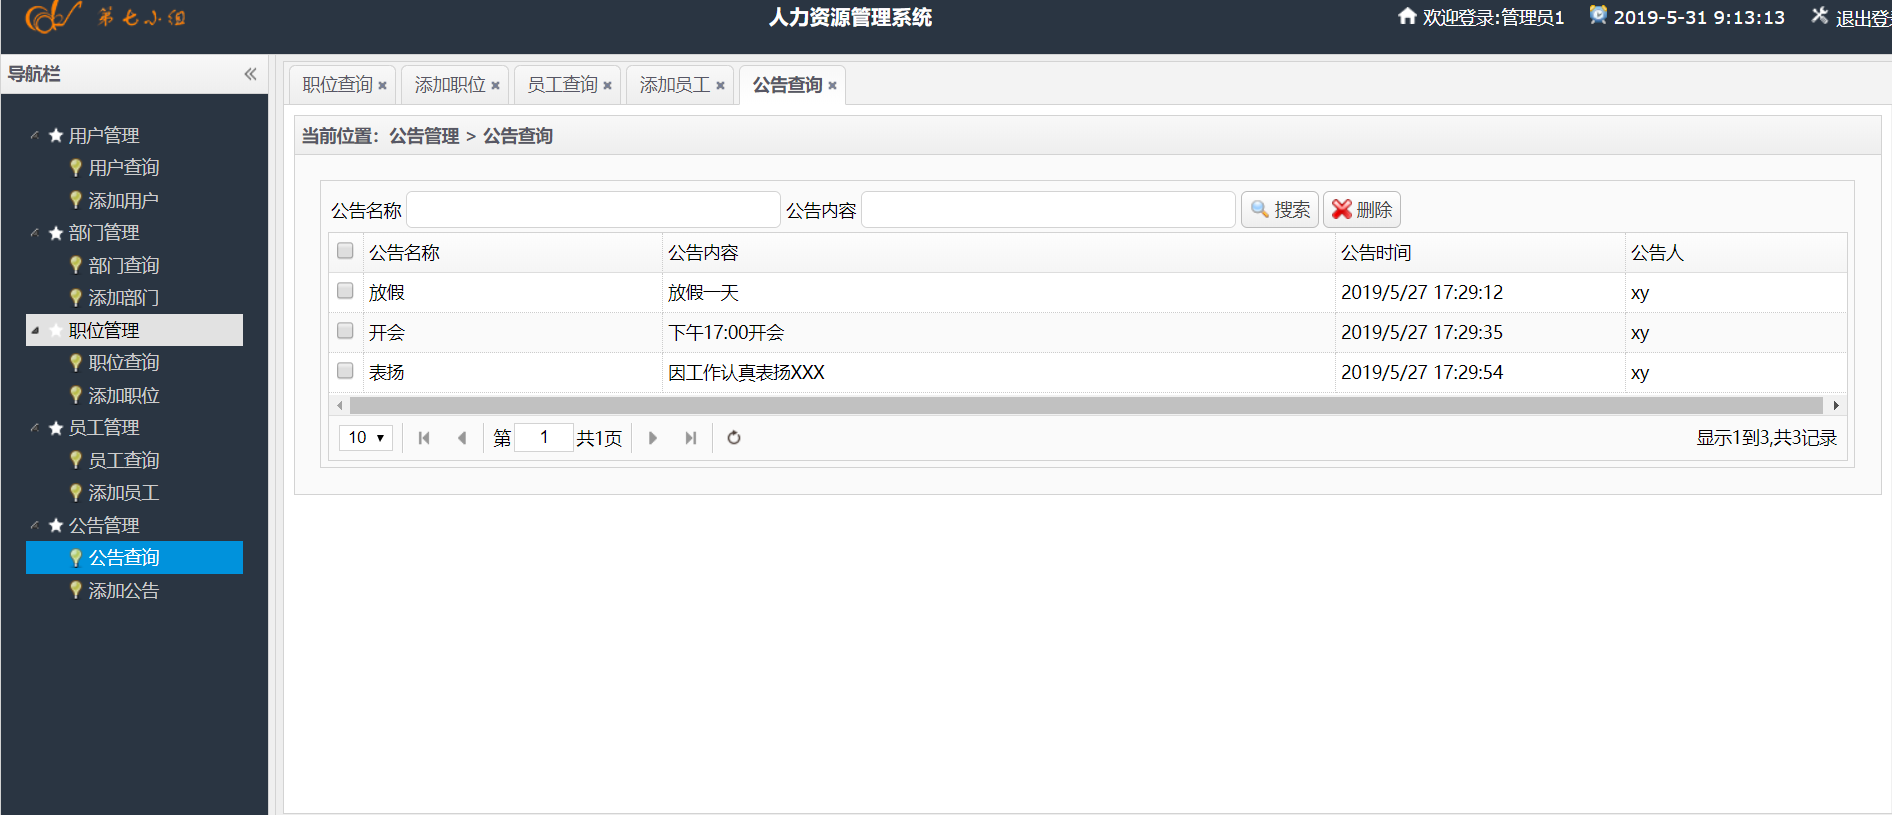 第七小组
人力资源管理系统
欢迎登录:管理员1 2019-5-31 9:13:13 退出登
导航栏
职位查询 添加职位 员工查询 添加员工 公告查询
当前位置：公告管理 > 公告查询
用户管理
用户查询
添加用户
部门管理
部门查询
添加部门
职位管理
职位查询
添加职位
员工管理
员工查询
添加员工
公告管理
公告查询
添加公告
公告名称 公告内容 搜索 删除
公告名称 公告内容 公告时间 公告人
放假 放假一天 2019/5/27 17:29:12 xy
开会 下午17:00开会 2019/5/27 17:29:35 xy
表扬 因工作认真表扬XXX 2019/5/27 17:29:54 xy
10 第 1 共1页 显示1到3,共3记录